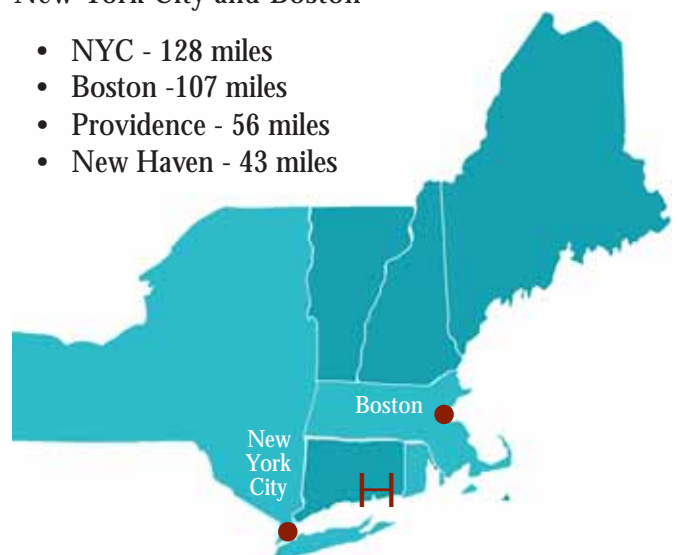 New York City and Boston
• NYC - 128 miles
• Boston -107 miles
• Providence - 56 miles
• New Haven - 43 miles
Boston
New
York
City
H